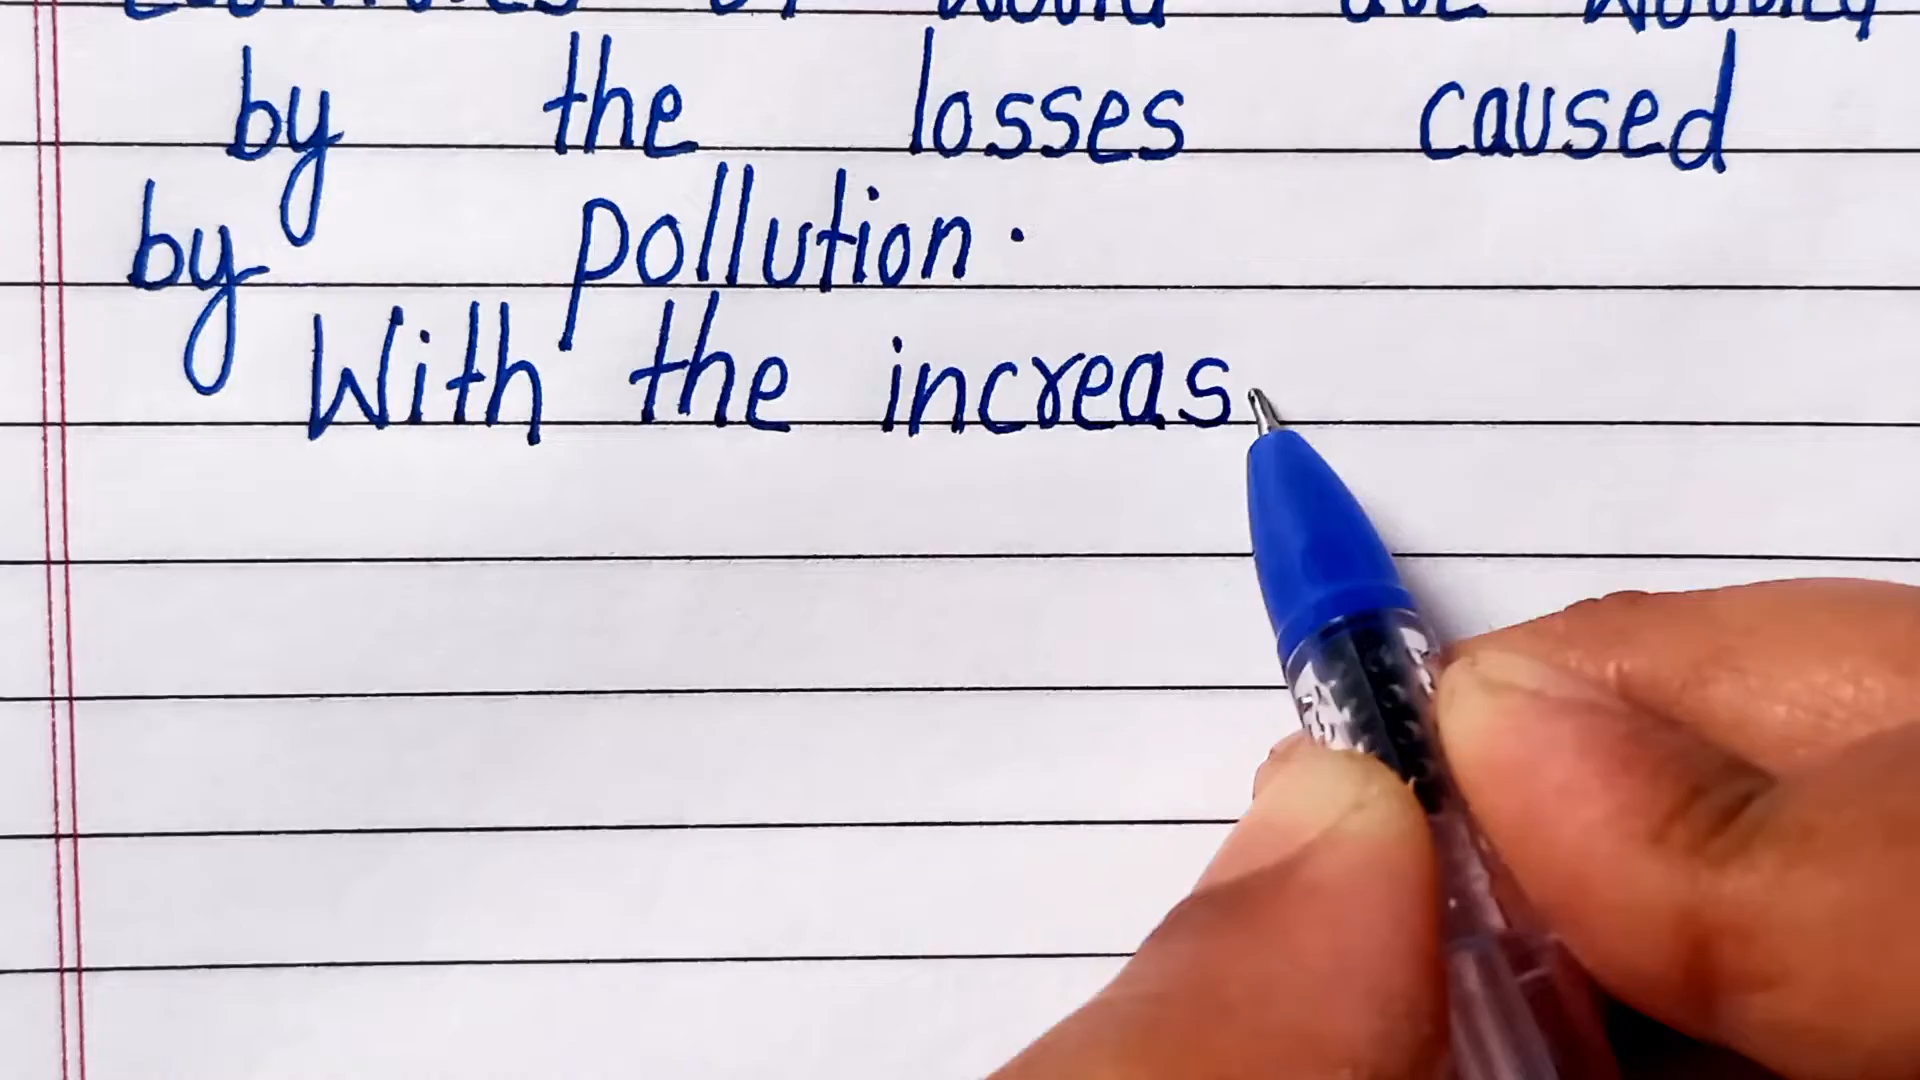 by the losses caused
by pollution.
With the increas